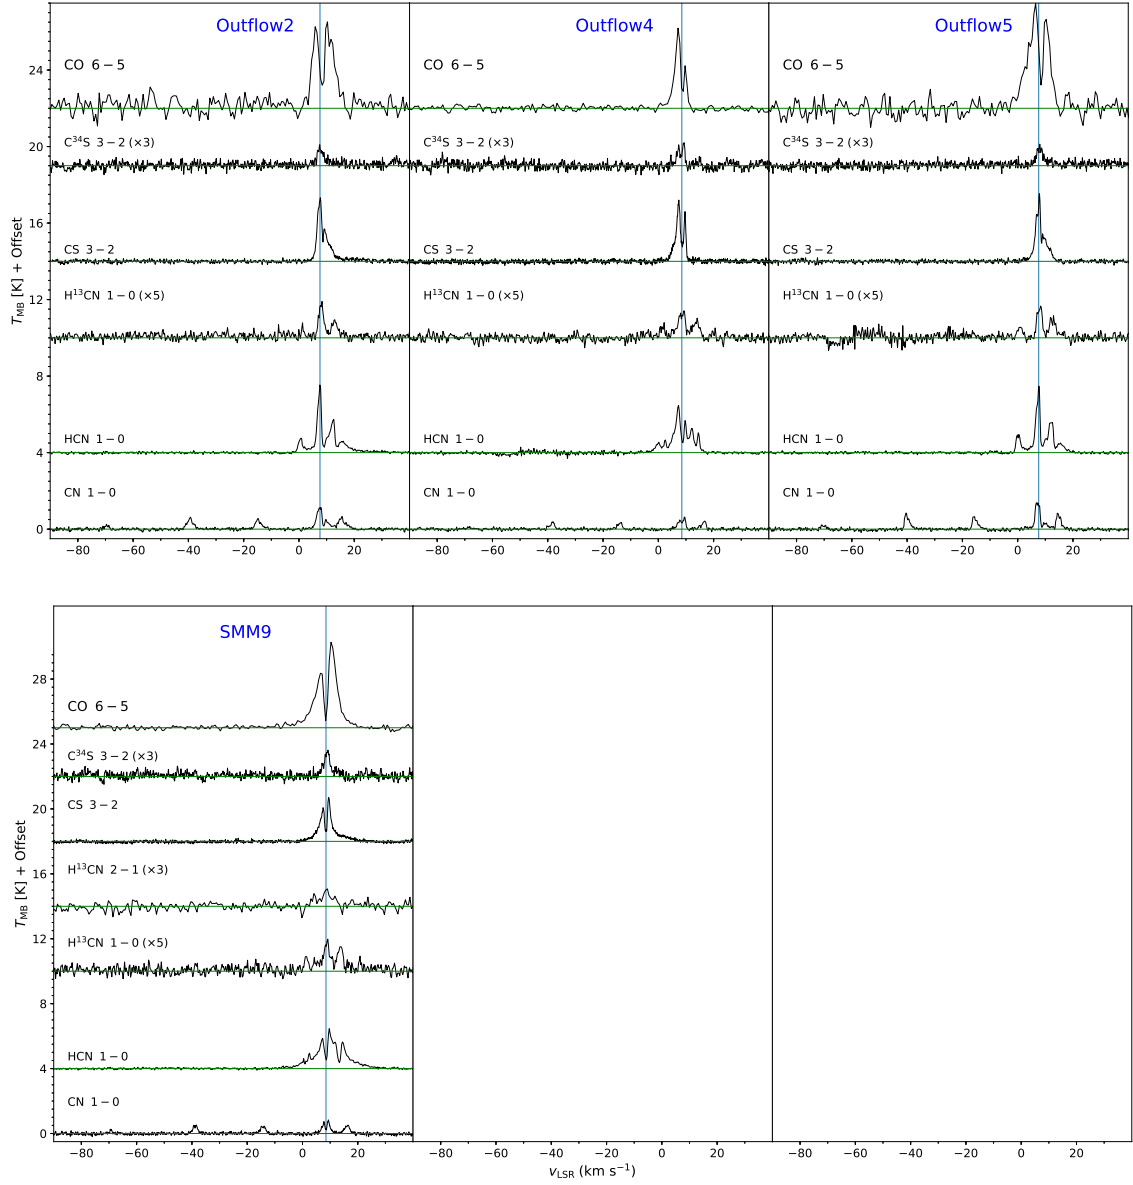 Outflow2 Outflow4 Outflow5
CO 6−5 CO 6−5 CO 6−5
C³⁴S 3−2 (×3) C³⁴S 3−2 (×3) C³⁴S 3−2 (×3)
CS 3−2 CS 3−2 CS 3−2
H¹³CN 1−0 (×5) H¹³CN 1−0 (×5) H¹³CN 1−0 (×5)
HCN 1−0 HCN 1−0 HCN 1−0
CN 1−0 CN 1−0 CN 1−0
24
20
16
12
8
4
0
T_MB [K] + Offset
−80 −60 −40 −20 0 20 −80 −60 −40 −20 0 20 −80 −60 −40 −20 0 20
SMM9
CO 6−5
C³⁴S 3−2 (×3)
CS 3−2
H¹³CN 2−1 (×3)
H¹³CN 1−0 (×5)
HCN 1−0
CN 1−0
28
24
20
16
12
8
4
0
T_MB [K] + Offset
−80 −60 −40 −20 0 20 −80 −60 −40 −20 0 20 −80 −60 −40 −20 0 20
v_LSR (km s⁻¹)